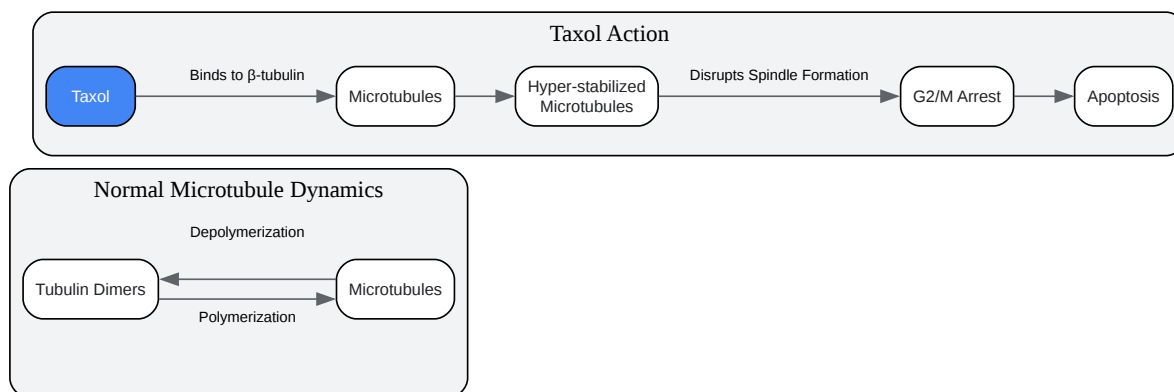 Taxol Action
Taxol
Binds to β-tubulin
Microtubules
Hyper-stabilized
Microtubules
Disrupts Spindle Formation
G2/M Arrest
Apoptosis
Normal Microtubule Dynamics
Depolymerization
Tubulin Dimers
Microtubules
Polymerization